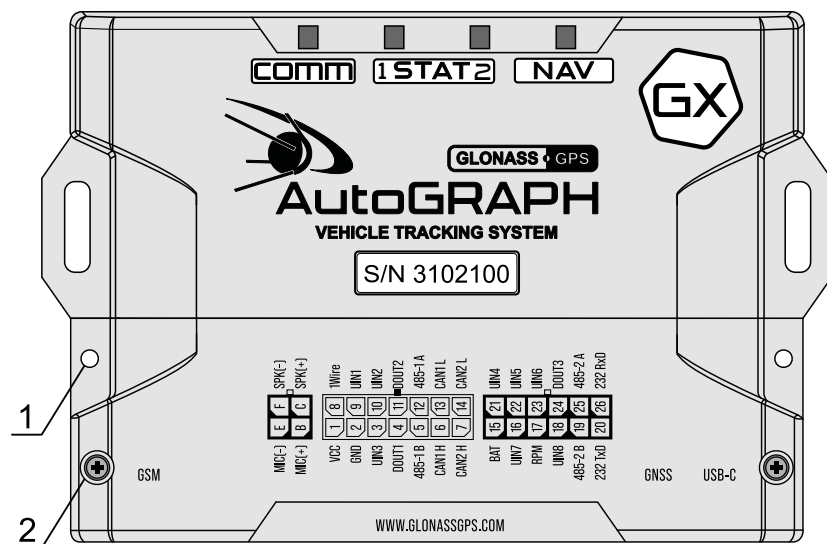 COMM 1 STAT 2 NAV
GX
GLONASS GPS
AutoGRAPH
VEHICLE TRACKING SYSTEM
S/N 3102100
SPK(-) SPK(+) 1Wire UIN1 UIN2 DOUT2 485-1 A CAN1 L CAN2 L UIN4 UIN5 UIN6 DOUT3 485-2 A 232 RxD
1
F C 8 9 10 11 12 13 14 21 22 23 24 25 26
E B 1 2 3 4 5 6 7 15 16 17 18 19 20
MIC(-) MIC(+) VCC GND UIN3 DOUT1 485-1 B CAN1 H CAN2 H BAT UIN7 RPM UIN8 485-2 B 232 TxD
GSM GNSS USB-C
2
WWW.GLONASSGPS.COM